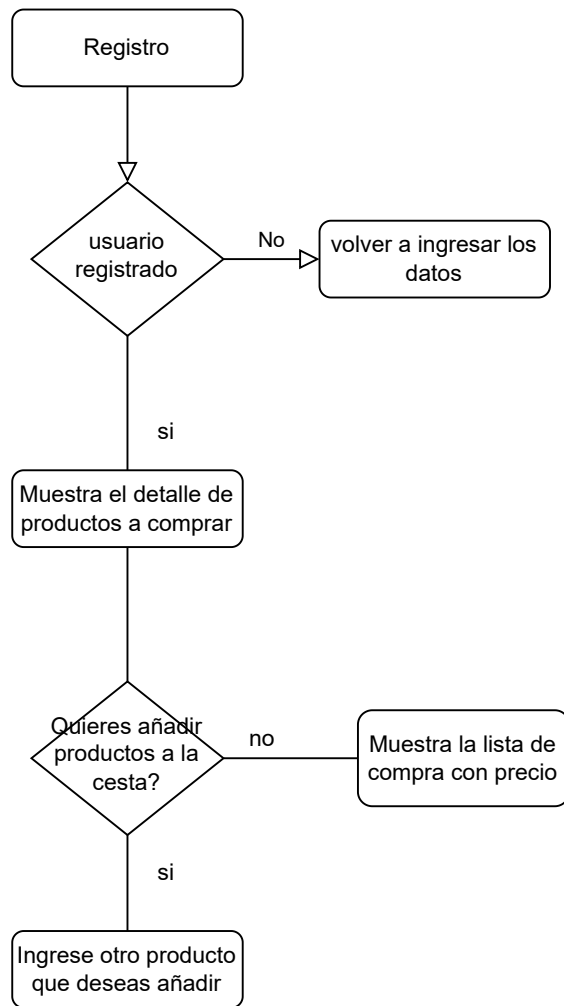 Registro
usuario
registrado
No
volver a ingresar los
datos
si
Muestra el detalle de
productos a comprar
Quieres añadir
productos a la
cesta?
no
Muestra la lista de
compra con precio
si
Ingrese otro producto
que deseas añadir